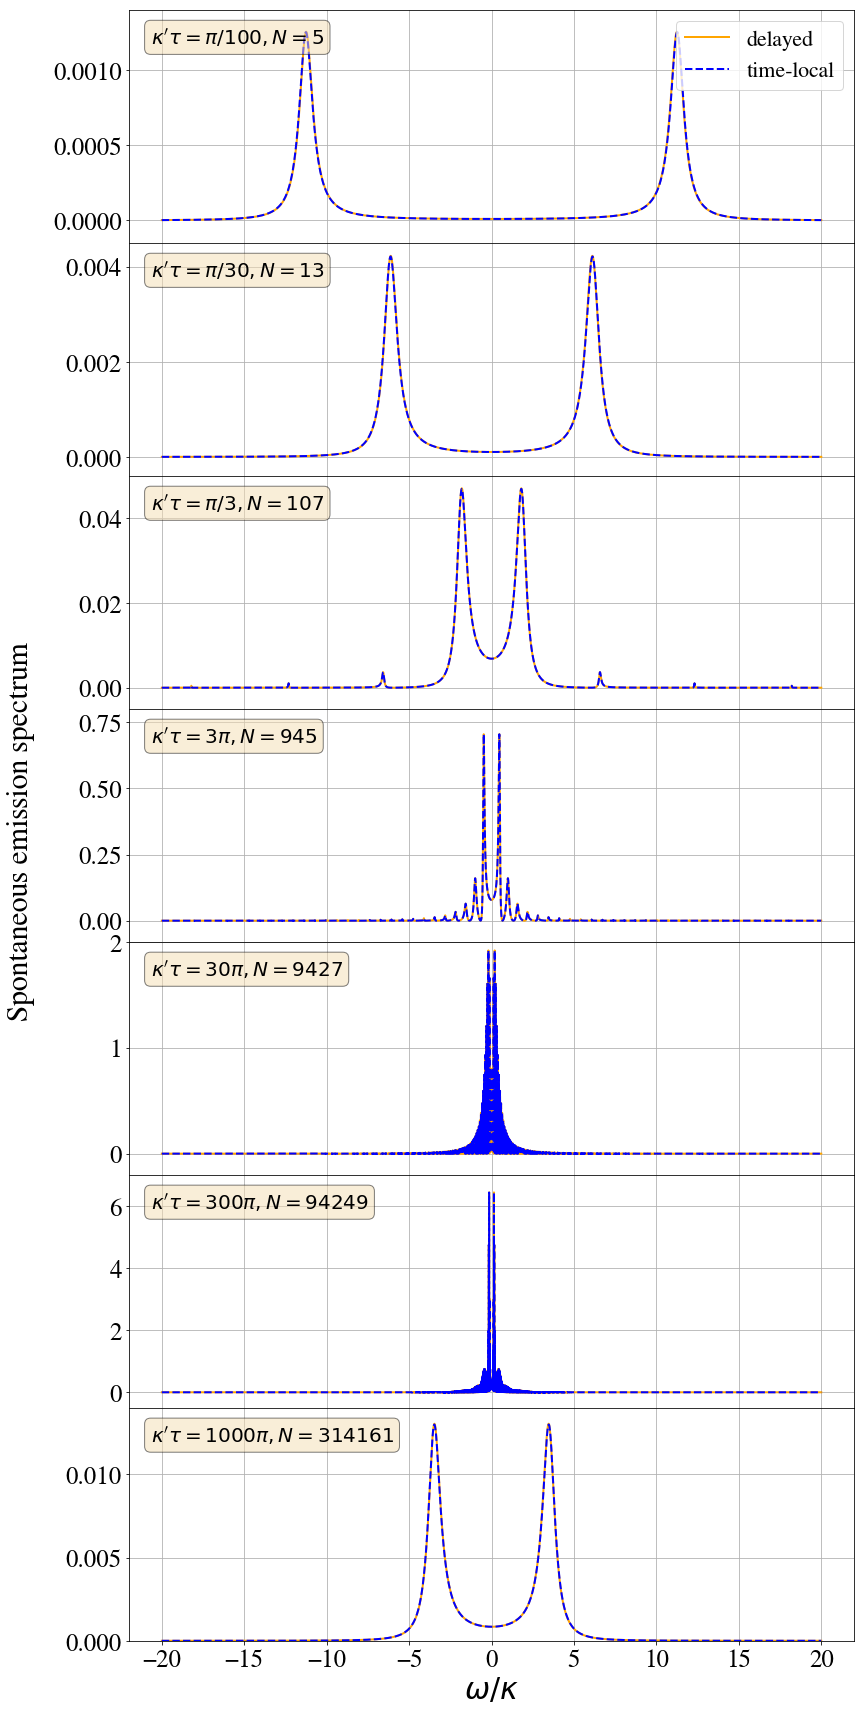 κ′τ = π/100, N = 5
delayed
time-local
0.0010
0.0005
0.0000
κ′τ = π/30, N = 13
0.004
0.002
0.000
κ′τ = π/3, N = 107
0.04
0.02
0.00
κ′τ = 3π, N = 945
0.75
0.50
0.25
0.00
κ′τ = 30π, N = 9427
2
1
0
κ′τ = 300π, N = 94249
6
4
2
0
κ′τ = 1000π, N = 314161
0.010
0.005
0.000
−20 −15 −10 −5 0 5 10 15 20
ω/κ
Spontaneous emission spectrum